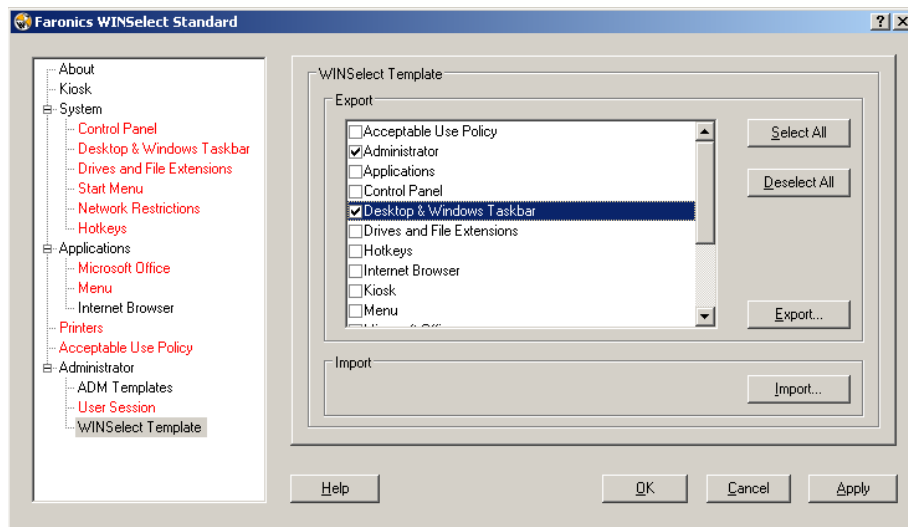 Faronics WINSelect Standard
About
Kiosk
System
Control Panel
Desktop & Windows Taskbar
Drives and File Extensions
Start Menu
Network Restrictions
Hotkeys
Applications
Microsoft Office
Menu
Internet Browser
Printers
Acceptable Use Policy
Administrator
ADM Templates
User Session
WINSelect Template
WINSelect Template
Export
Acceptable Use Policy
Administrator
Applications
Control Panel
Desktop & Windows Taskbar
Drives and File Extensions
Hotkeys
Internet Browser
Kiosk
Menu
Select All
Deselect All
Export...
Import
Import...
Help
OK
Cancel
Apply